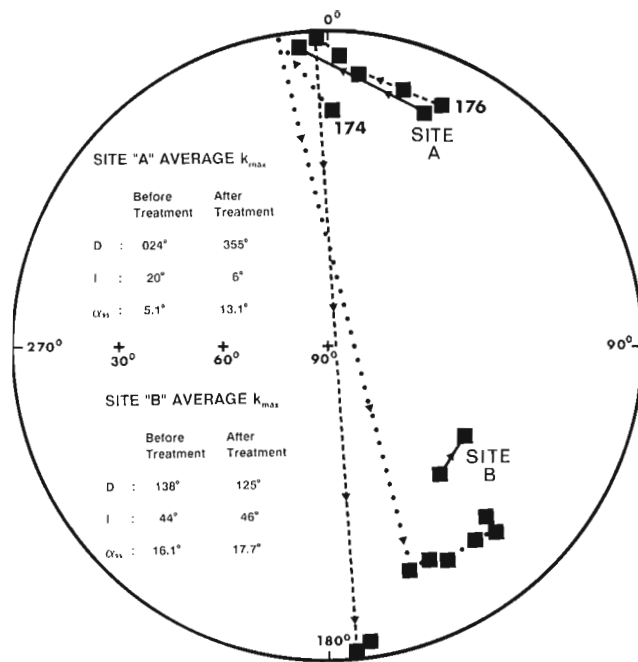 0°
176
174
SITE
A
SITE "A" AVERAGE kmax
Before After
Treatment Treatment
D : 024° 355°
I : 20° 6°
α95 : 5.1° 13.1°
270° 30° 60° 90° 90°
SITE "B" AVERAGE kmax
Before After
Treatment Treatment
D : 138° 125°
I : 44° 46°
α95 : 16.1° 17.7°
SITE
B
180°